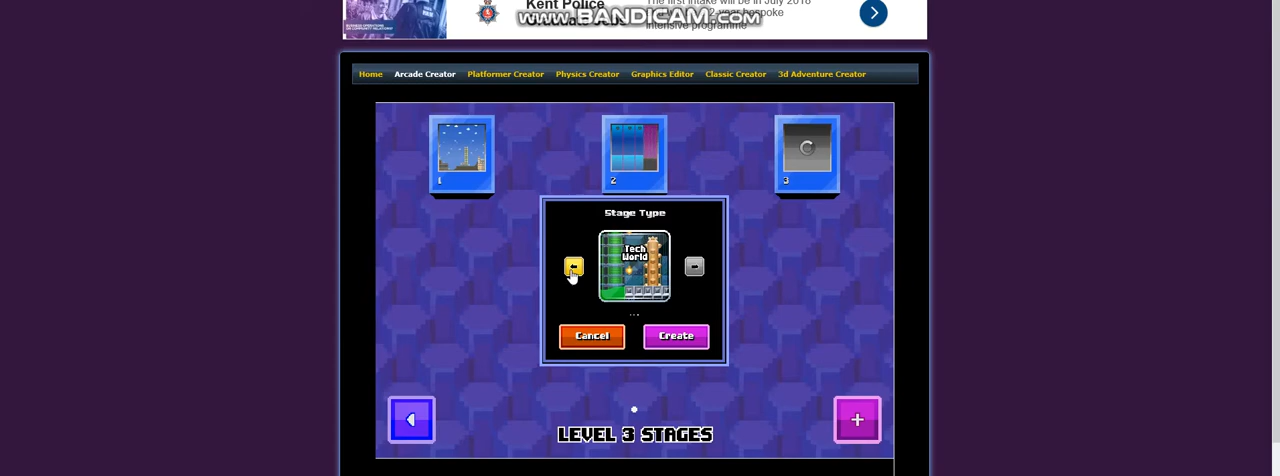 Kent Police
The first intake will be in July 2018
www.BANDICAM.com
intensive programme
Home Arcade Creator Platformer Creator Physics Creator Graphics Editor Classic Creator 3d Adventure Creator
1 2 3
Stage Type
Tech
World
...
Cancel Create
LEVEL 3 STAGES